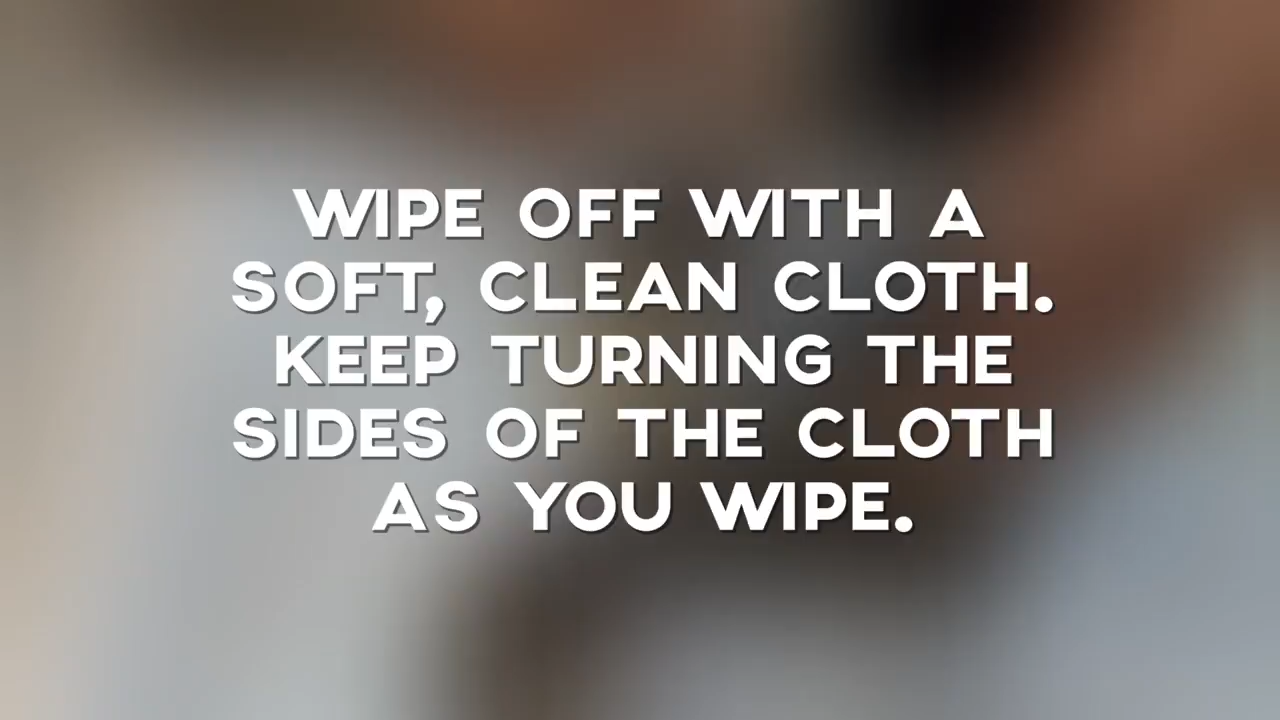 WIPE OFF WITH A
SOFT, CLEAN CLOTH.
KEEP TURNING THE
SIDES OF THE CLOTH
AS YOU WIPE.